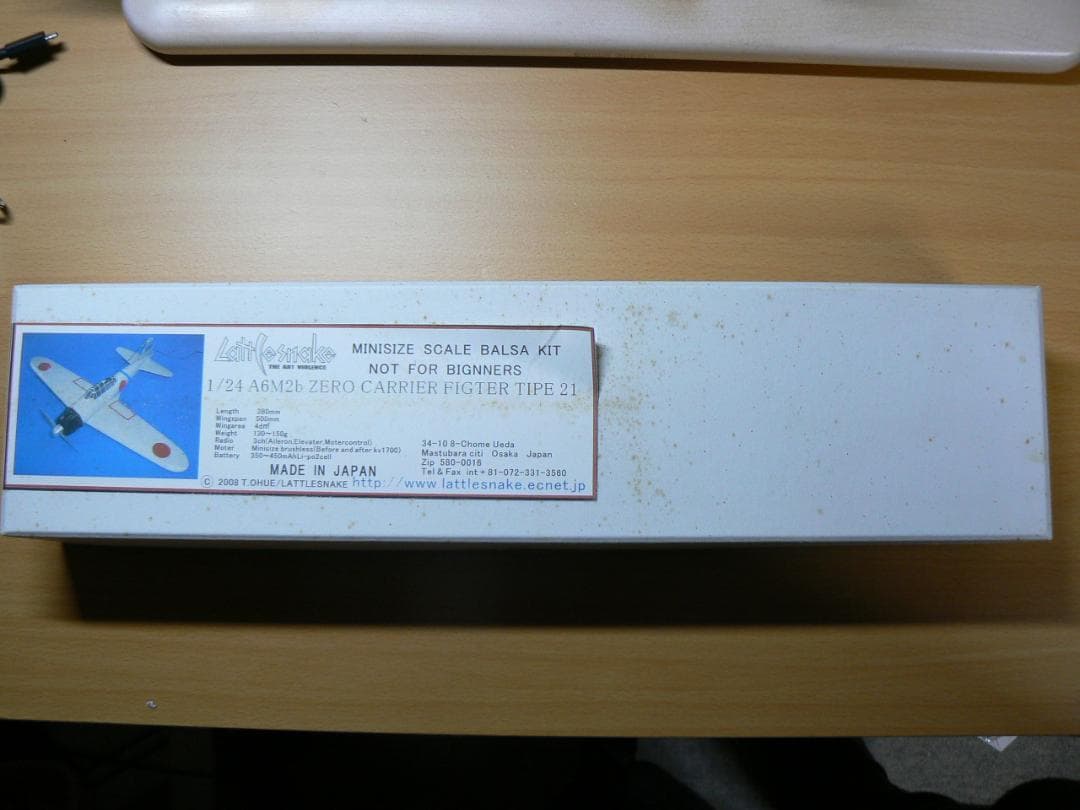 Lattlesnake
THE ART VIRGENCE
MINISIZE SCALE BALSA KIT
NOT FOR BIGNNERS
1/24 A6M2b ZERO CARRIER FIGTER TIPE 21
Length 380mm
Wingspan 500mm
Wingarea 4d㎡
Weight 130~150g
Radio 3ch(Aileron,Elevater,Motercontrol)
Moter Minisize brushless(Before and after kv1700)
Battery 350~450mAhLi-po2cell
34-10 8-Chome Ueda
Mastubara citi Osaka Japan
Zip 580-0016
Tel & Fax int +81-072-331-3560
MADE IN JAPAN
© 2008 T.OHUE/LATTLESNAKE http://www.lattlesnake.ecnet.jp